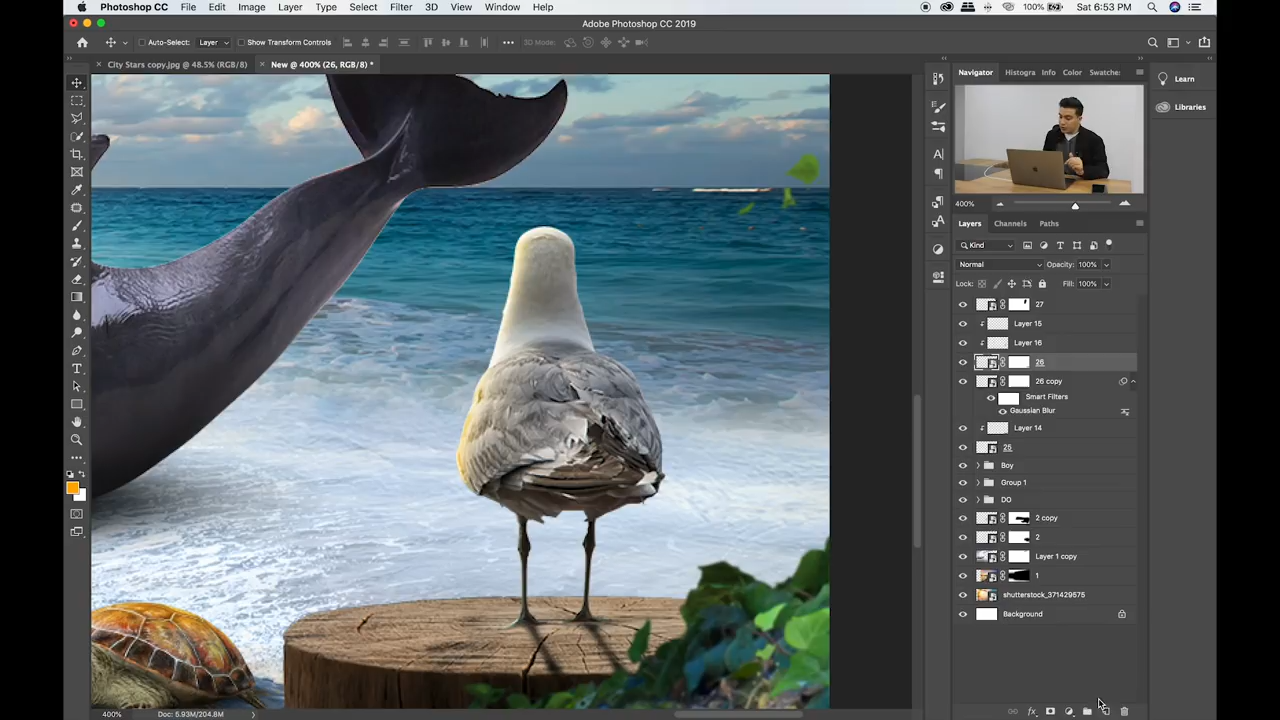 Photoshop CC File Edit Image Layer Type Select Filter 3D View Window Help 100% Sat 6:53 PM
Adobe Photoshop CC 2019
Auto-Select: Layer Show Transform Controls 3D Mode:
× City Stars copy.jpg @ 48.5% (RGB/8) × New @ 400% (26, RGB/8) *
Navigator Histogra Info Color Swatche
Learn
Libraries
400%
Layers Channels Paths
Kind
Normal Opacity: 100%
Lock: Fill: 100%
27
Layer 15
Layer 16
26
26 copy
Smart Filters
Gaussian Blur
Layer 14
25
Boy
Group 1
DO
2 copy
2
Layer 1 copy
1
shutterstock_371429575
Background
fx
400% Doc: 5.93M/204.8M